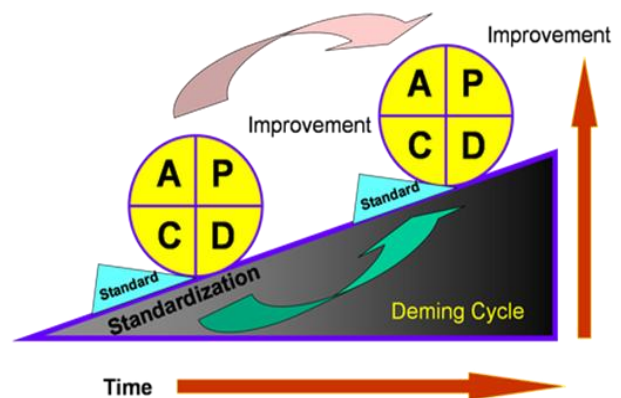 Improvement
A P
C D
Improvement
A P
C D
Standard
Standard
Standardization
Deming Cycle
Time